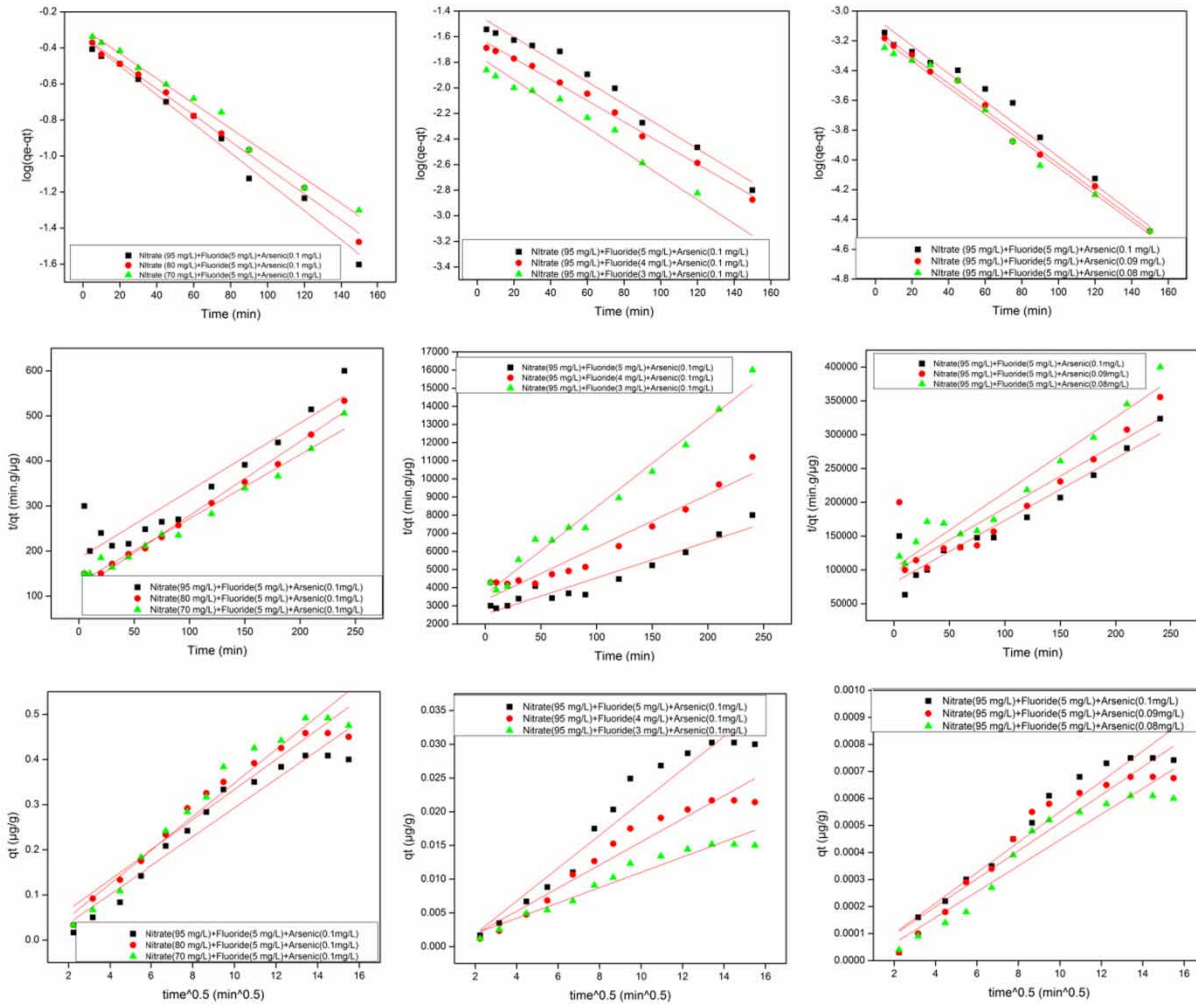 -0.2
-0.4
-0.6
-0.8
-1.0
-1.2
-1.4
-1.6
log(qe-qt)
Nitrate (95 mg/L)+Fluoride(5 mg/L)+Arsenic(0.1 mg/L)
Nitrate (80 mg/L)+Fluoride(5 mg/L)+Arsenic(0.1 mg/L)
Nitrate (70 mg/L)+Fluoride(5 mg/L)+Arsenic(0.1 mg/L)
0 20 40 60 80 100 120 140 160
Time (min)
-1.4
-1.6
-1.8
-2.0
-2.2
-2.4
-2.6
-2.8
-3.0
-3.2
-3.4
log(qe-qt)
NItrate (95 mg/L)+Fluoride(5 mg/L)+Arsenic(0.1 mg/L)
Nitrate (95 mg/L)+Fluoride(4 mg/L)+Arsenic(0.1 mg/L)
Nitrate (95 mg/L)+Fluoride(3 mg/L)+Arsenic(0.1 mg/L)
0 20 40 60 80 100 120 140 160
Time (min)
-3.0
-3.2
-3.4
-3.6
-3.8
-4.0
-4.2
-4.4
-4.6
-4.8
log(qe-qt)
NItrate (95 mg/L)+Fluoride(5 mg/L)+Arsenic(0.1 mg/L)
Nitrate (95 mg/L)+Fluoride(5 mg/L)+Arsenic(0.09 mg/L)
Nitrate (95 mg/L)+Fluoride(5 mg/L)+Arsenic(0.08 mg/L)
0 20 40 60 80 100 120 140 160
Time (min)
600
500
400
300
200
100
t/qt (min.g/µg)
Nitrate(95 mg/L)+Fluoride(5 mg/L)+Arsenic(0.1mg/L)
Nitrate(80 mg/L)+Fluoride(5 mg/L)+Arsenic(0.1mg/L)
Nitrate(70 mg/L)+Fluoride(5 mg/L)+Arsenic(0.1mg/L)
0 50 100 150 200 250
Time (min)
17000
16000
15000
14000
13000
12000
11000
10000
9000
8000
7000
6000
5000
4000
3000
2000
t/qt (min.g/µg)
Nitrate(95 mg/L)+Fluoride(5 mg/L)+Arsenic(0.1mg/L)
Nitrate(95 mg/L)+Fluoride(4 mg/L)+Arsenic(0.1mg/L)
Nitrate(95 mg/L)+Fluoride(3 mg/L)+Arsenic(0.1mg/L)
0 50 100 150 200 250
Time (min)
400000
350000
300000
250000
200000
150000
100000
50000
t/qt (min.g/µg)
Nitrate(95 mg/L)+Fluoride(5 mg/L)+Arsenic(0.1mg/L)
Nitrate(95 mg/L)+Fluoride(5 mg/L)+Arsenic(0.09mg/L)
Nitrate(95 mg/L)+Fluoride(5 mg/L)+Arsenic(0.08mg/L)
0 50 100 150 200 250
Time (min)
0.5
0.4
0.3
0.2
0.1
0.0
qt (µg/g)
Nitrate(95 mg/L)+Fluoride(5 mg/L)+Arsenic(0.1mg/L)
Nitrate(80 mg/L)+Fluoride(5 mg/L)+Arsenic(0.1mg/L)
Nitrate(70 mg/L)+Fluoride(5 mg/L)+Arsenic(0.1mg/L)
2 4 6 8 10 12 14 16
time^0.5 (min^0.5)
0.035
0.030
0.025
0.020
0.015
0.010
0.005
0.000
qt (µg/g)
Nitrate(95 mg/L)+Fluoride(5 mg/L)+Arsenic(0.1mg/L)
Nitrate(95 mg/L)+Fluoride(4 mg/L)+Arsenic(0.1mg/L)
Nitrate(95 mg/L)+Fluoride(3 mg/L)+Arsenic(0.1mg/L)
2 4 6 8 10 12 14 16
time^0.5 (min^0.5)
0.0010
0.0009
0.0008
0.0007
0.0006
0.0005
0.0004
0.0003
0.0002
0.0001
0.0000
qt (µg/g)
Nitrate(95 mg/L)+Fluoride(5 mg/L)+Arsenic(0.1mg/L)
Nitrate(95 mg/L)+Fluoride(5 mg/L)+Arsenic(0.09mg/L)
Nitrate(95 mg/L)+Fluoride(5 mg/L)+Arsenic(0.08mg/L)
2 4 6 8 10 12 14 16
time^0.5 (min^0.5)